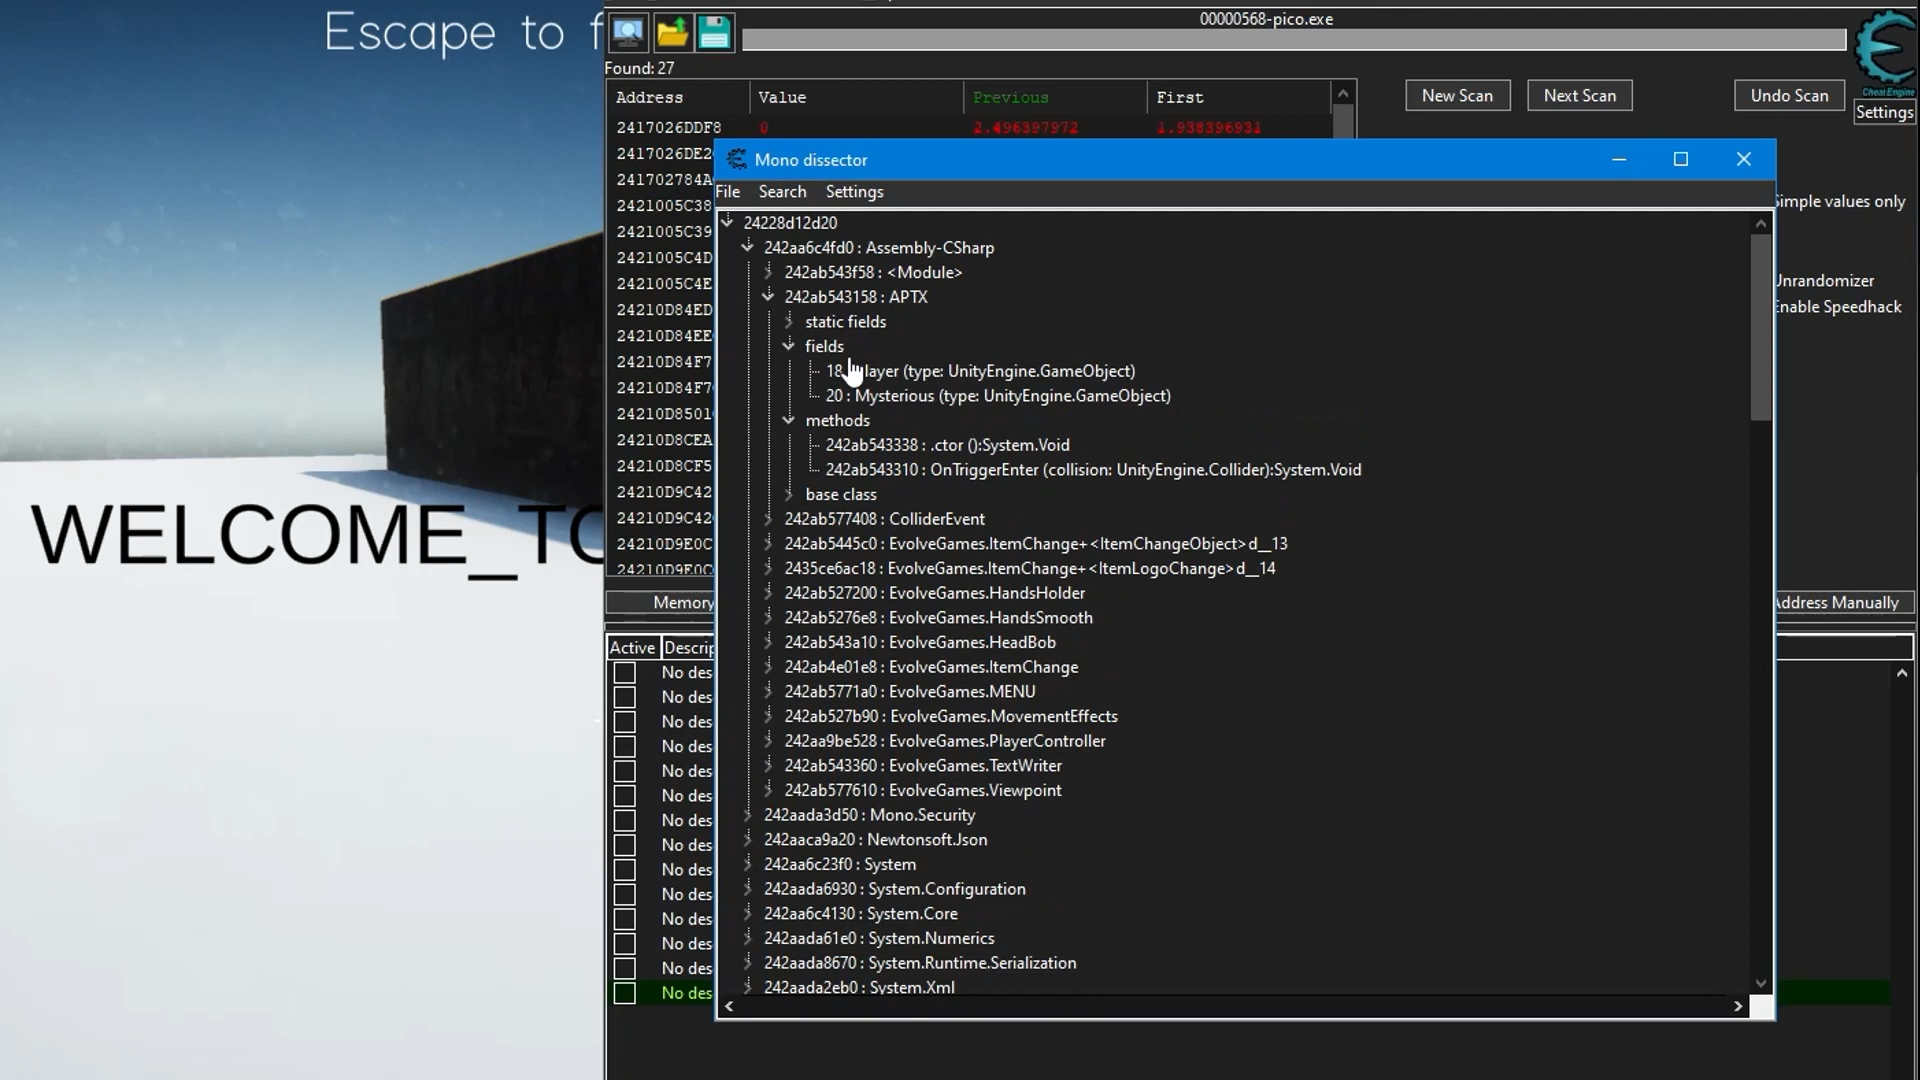 Escape to f
00000568-pico.exe
Found: 27
Address Value Previous First
New Scan
Next Scan
Undo Scan
Cheat Engine
Settings
2417026DDF8 0 2.496397972 1.938396931
2417026DE2
241702784A
2421005C38
2421005C39
2421005C4D
2421005C4E
24210D84ED
24210D84EE
24210D84F7
24210D84F7
24210D8501
24210D8CEA
24210D8CF5
24210D9C42
24210D9C42
24210D9E0C
24210D9E0C
Simple values only
Unrandomizer
Enable Speedhack
Memory
Address Manually
Active Descrip
No des
No des
No des
No des
No des
No des
No des
No des
No des
No des
No des
No des
No des
No des
WELCOME_TO
Mono dissector
File Search Settings
24228d12d20
242aa6c4fd0 : Assembly-CSharp
242ab543f58 : <Module>
242ab543158 : APTX
static fields
fields
18 layer (type: UnityEngine.GameObject)
20 : Mysterious (type: UnityEngine.GameObject)
methods
242ab543338 : .ctor ():System.Void
242ab543310 : OnTriggerEnter (collision: UnityEngine.Collider):System.Void
base class
242ab577408 : ColliderEvent
242ab5445c0 : EvolveGames.ItemChange+<ItemChangeObject>d__13
2435ce6ac18 : EvolveGames.ItemChange+<ItemLogoChange>d__14
242ab527200 : EvolveGames.HandsHolder
242ab5276e8 : EvolveGames.HandsSmooth
242ab543a10 : EvolveGames.HeadBob
242ab4e01e8 : EvolveGames.ItemChange
242ab5771a0 : EvolveGames.MENU
242ab527b90 : EvolveGames.MovementEffects
242aa9be528 : EvolveGames.PlayerController
242ab543360 : EvolveGames.TextWriter
242ab577610 : EvolveGames.Viewpoint
242aada3d50 : Mono.Security
242aaca9a20 : Newtonsoft.Json
242aa6c23f0 : System
242aada6930 : System.Configuration
242aa6c4130 : System.Core
242aada61e0 : System.Numerics
242aada8670 : System.Runtime.Serialization
242aada2eb0 : System.Xml